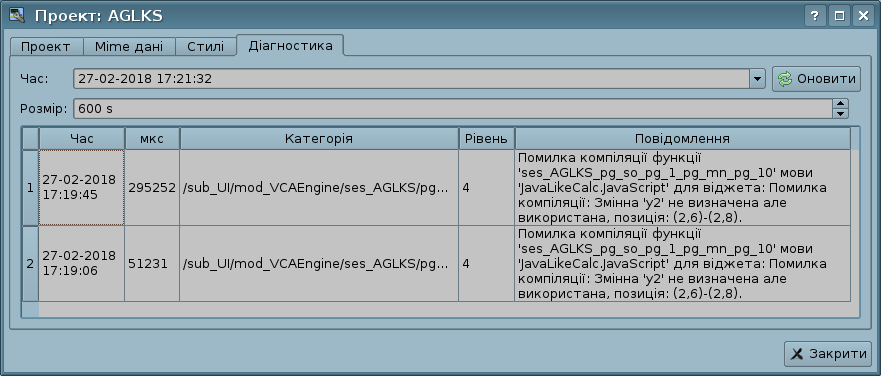 Проект: AGLKS
Проект
Mime дані
Стилі
Діагностика
Час:
27-02-2018 17:21:32
Оновити
Розмір:
600 s
Час
мкс
Категорія
Рівень
Повідомлення
1
27-02-2018
17:19:45
295252
/sub_UI/mod_VCAEngine/ses_AGLKS/pg...
4
Помилка компіляції функції
'ses_AGLKS_pg_so_pg_1_pg_mn_pg_10' мови
'JavaLikeCalc.JavaScript' для віджета: Помилка
компіляції: Змінна 'y2' не визначена але
використана, позиція: (2,6)-(2,8).
2
27-02-2018
17:19:06
51231
/sub_UI/mod_VCAEngine/ses_AGLKS/pg...
4
Помилка компіляції функції
'ses_AGLKS_pg_so_pg_1_pg_mn_pg_10' мови
'JavaLikeCalc.JavaScript' для віджета: Помилка
компіляції: Змінна 'y2' не визначена але
використана, позиція: (2,6)-(2,8).
Закрити